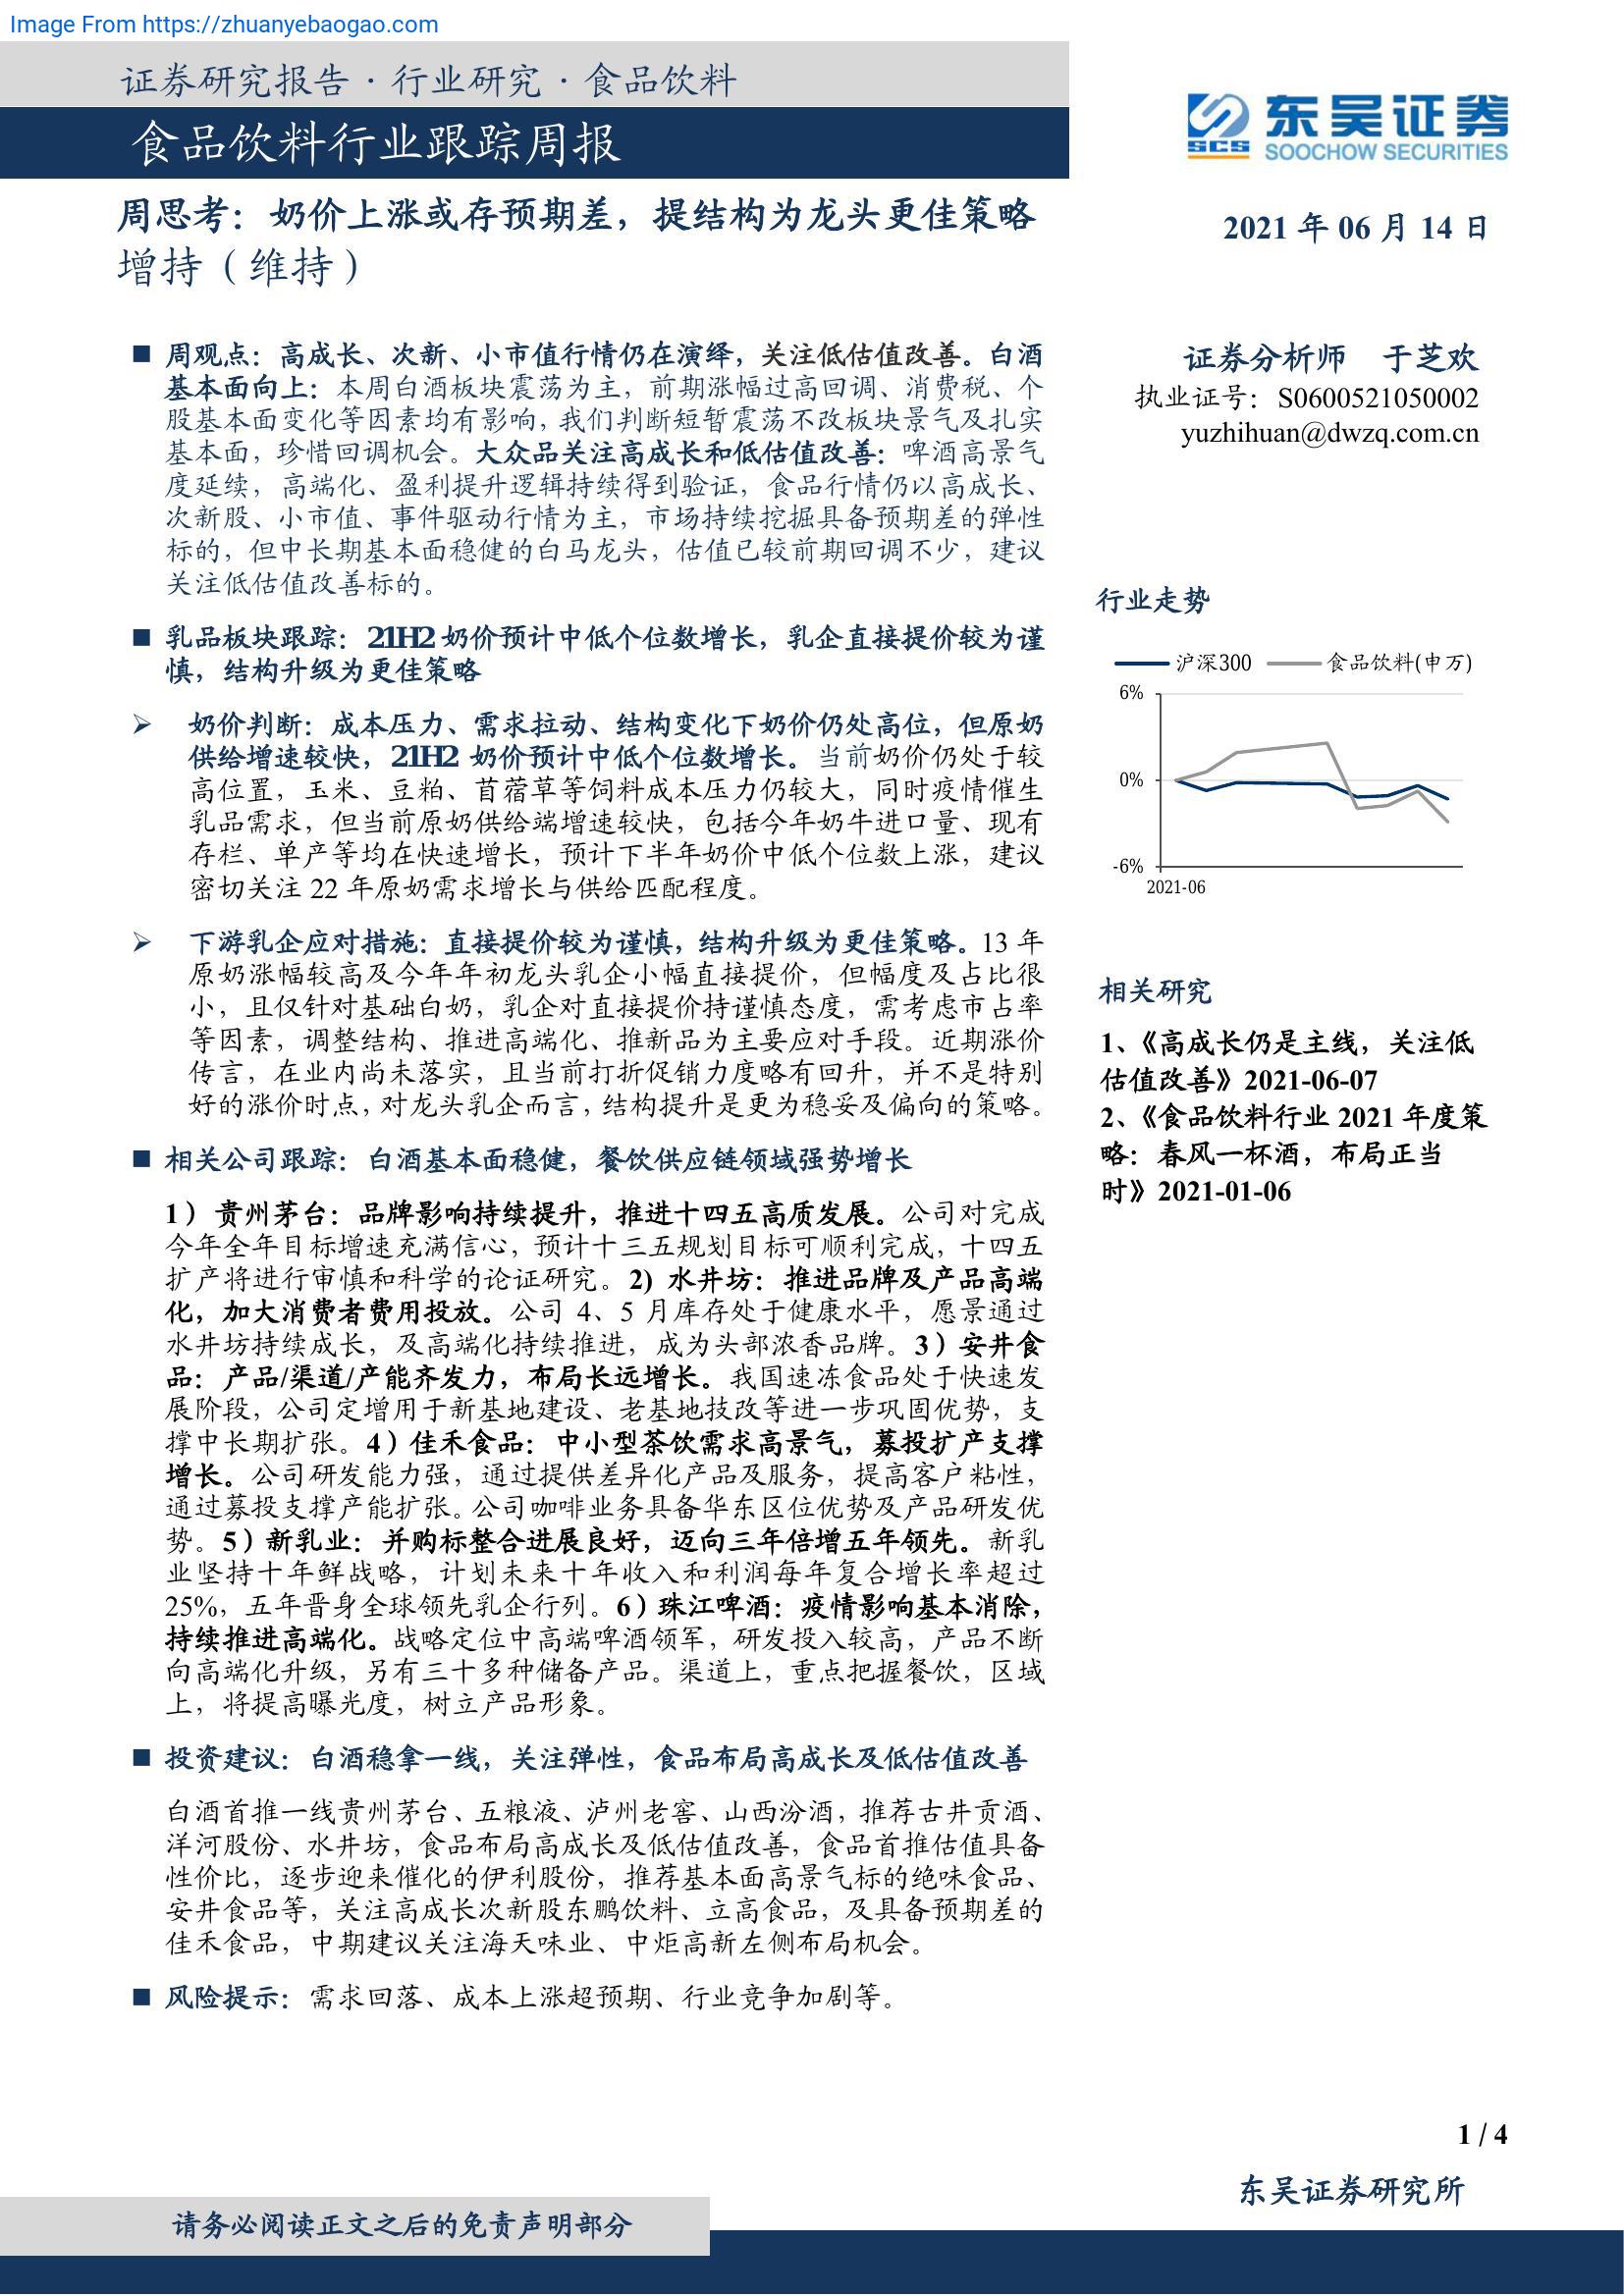 Image From https://zhuanyebaogao.com
证券研究报告·行业研究·食品饮料
食品饮料行业跟踪周报
东吴证券
SCS
SOOCHOW SECURITIES
周思考：奶价上涨或存预期差，提结构为龙头更佳策略
增持（维持）
2021 年 06 月 14 日
■ 周观点：高成长、次新、小市值行情仍在演绎，关注低估值改善。白酒
基本面向上：本周白酒板块震荡为主，前期涨幅过高回调、消费税、个
股基本面变化等因素均有影响，我们判断短暂震荡不改板块景气及扎实
基本面，珍惜回调机会。大众品关注高成长和低估值改善：啤酒高景气
度延续，高端化、盈利提升逻辑持续得到验证，食品行情仍以高成长、
次新股、小市值、事件驱动行情为主，市场持续挖掘具备预期差的弹性
标的，但中长期基本面稳健的白马龙头，估值已较前期回调不少，建议
关注低估值改善标的。
■ 乳品板块跟踪：21H2 奶价预计中低个位数增长，乳企直接提价较为谨
慎，结构升级为更佳策略
➢ 奶价判断：成本压力、需求拉动、结构变化下奶价仍处高位，但原奶
供给增速较快，21H2 奶价预计中低个位数增长。当前奶价仍处于较
高位置，玉米、豆粕、苜蓿草等饲料成本压力仍较大，同时疫情催生
乳品需求，但当前原奶供给端增速较快，包括今年奶牛进口量、现有
存栏、单产等均在快速增长，预计下半年奶价中低个位数上涨，建议
密切关注 22 年原奶需求增长与供给匹配程度。
➢ 下游乳企应对措施：直接提价较为谨慎，结构升级为更佳策略。13 年
原奶涨幅较高及今年年初龙头乳企小幅直接提价，但幅度及占比很
小，且仅针对基础白奶，乳企对直接提价持谨慎态度，需考虑市占率
等因素，调整结构、推进高端化、推新品为主要应对手段。近期涨价
传言，在业内尚未落实，且当前打折促销力度略有回升，并不是特别
好的涨价时点，对龙头乳企而言，结构提升是更为稳妥及偏向的策略。
■ 相关公司跟踪：白酒基本面稳健，餐饮供应链领域强势增长
1） 贵州茅台：品牌影响持续提升，推进十四五高质发展。公司对完成
今年全年目标增速充满信心，预计十三五规划目标可顺利完成，十四五
扩产将进行审慎和科学的论证研究。2) 水井坊：推进品牌及产品高端
化，加大消费者费用投放。公司 4、5 月库存处于健康水平，愿景通过
水井坊持续成长，及高端化持续推进，成为头部浓香品牌。3）安井食
品：产品/渠道/产能齐发力，布局长远增长。我国速冻食品处于快速发
展阶段，公司定增用于新基地建设、老基地技改等进一步巩固优势，支
撑中长期扩张。4）佳禾食品：中小型茶饮需求高景气，募投扩产支撑
增长。公司研发能力强，通过提供差异化产品及服务，提高客户粘性，
通过募投支撑产能扩张。公司咖啡业务具备华东区位优势及产品研发优
势。5）新乳业：并购标整合进展良好，迈向三年倍增五年领先。新乳
业坚持十年鲜战略，计划未来十年收入和利润每年复合增长率超过
25%，五年晋身全球领先乳企行列。6）珠江啤酒：疫情影响基本消除，
持续推进高端化。战略定位中高端啤酒领军，研发投入较高，产品不断
向高端化升级，另有三十多种储备产品。渠道上，重点把握餐饮，区域
上，将提高曝光度，树立产品形象。
■ 投资建议：白酒稳拿一线，关注弹性，食品布局高成长及低估值改善
白酒首推一线贵州茅台、五粮液、泸州老窖、山西汾酒，推荐古井贡酒、
洋河股份、水井坊，食品布局高成长及低估值改善，食品首推估值具备
性价比，逐步迎来催化的伊利股份，推荐基本面高景气标的绝味食品、
安井食品等，关注高成长次新股东鹏饮料、立高食品，及具备预期差的
佳禾食品，中期建议关注海天味业、中炬高新左侧布局机会。
■ 风险提示：需求回落、成本上涨超预期、行业竞争加剧等。
证券分析师 于芝欢
执业证号：S0600521050002
yuzhihuan@dwzq.com.cn
行业走势
沪深300 食品饮料(申万)
6%
0%
-6%
2021-06
相关研究
1、《高成长仍是主线，关注低
估值改善》2021-06-07
2、《食品饮料行业 2021 年度策
略：春风一杯酒，布局正当
时》2021-01-06
1 / 4
东吴证券研究所
请务必阅读正文之后的免责声明部分